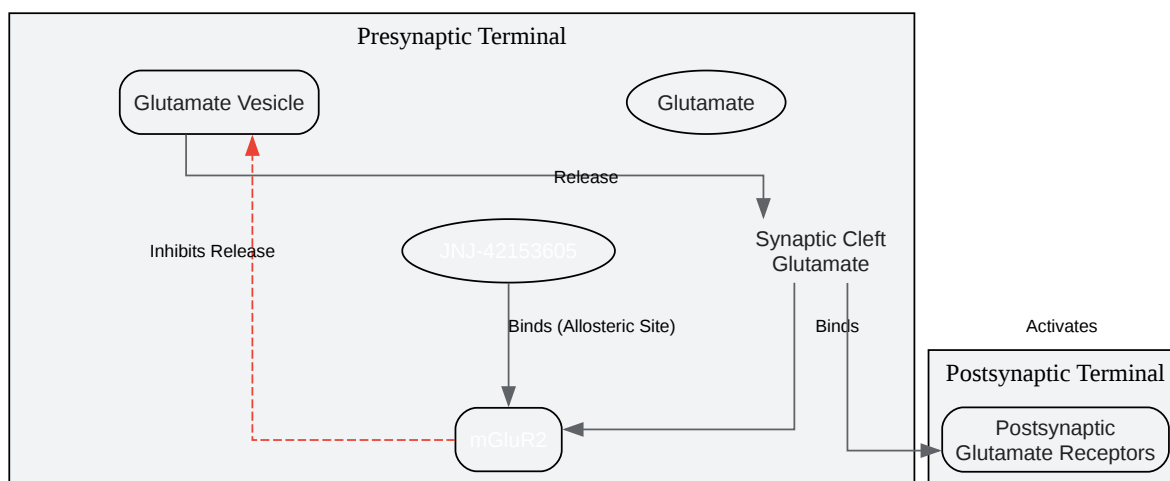 Presynaptic Terminal
Glutamate Vesicle
Glutamate
Release
Inhibits Release
JNJ-42153605
Synaptic Cleft
Glutamate
Binds (Allosteric Site)
Binds
Activates
Postsynaptic Terminal
mGluR2
Postsynaptic
Glutamate Receptors